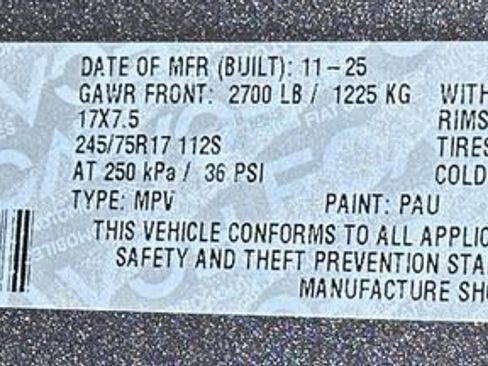 DATE OF MFR (BUILT): 11-25
GAWR FRONT: 2700 LB / 1225 KG WITH
17X7.5 RIMS
245/75R17 112S TIRES
AT 250 kPa / 36 PSI COLD
TYPE: MPV PAINT: PAU
THIS VEHICLE CONFORMS TO ALL APPLIC
SAFETY AND THEFT PREVENTION STA
MANUFACTURE SHO